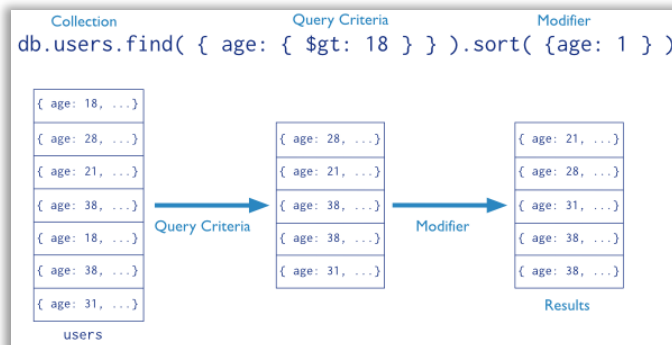 Collection Query Criteria Modifier
db.users.find( { age: { $gt: 18 } } ).sort( {age: 1 } )
{ age: 18, ...}
{ age: 28, ...}
{ age: 21, ...}
{ age: 38, ...}
{ age: 18, ...}
{ age: 38, ...}
{ age: 31, ...}
users
Query Criteria
{ age: 28, ...}
{ age: 21, ...}
{ age: 38, ...}
{ age: 38, ...}
{ age: 31, ...}
Modifier
{ age: 21, ...}
{ age: 28, ...}
{ age: 31, ...}
{ age: 38, ...}
{ age: 38, ...}
Results